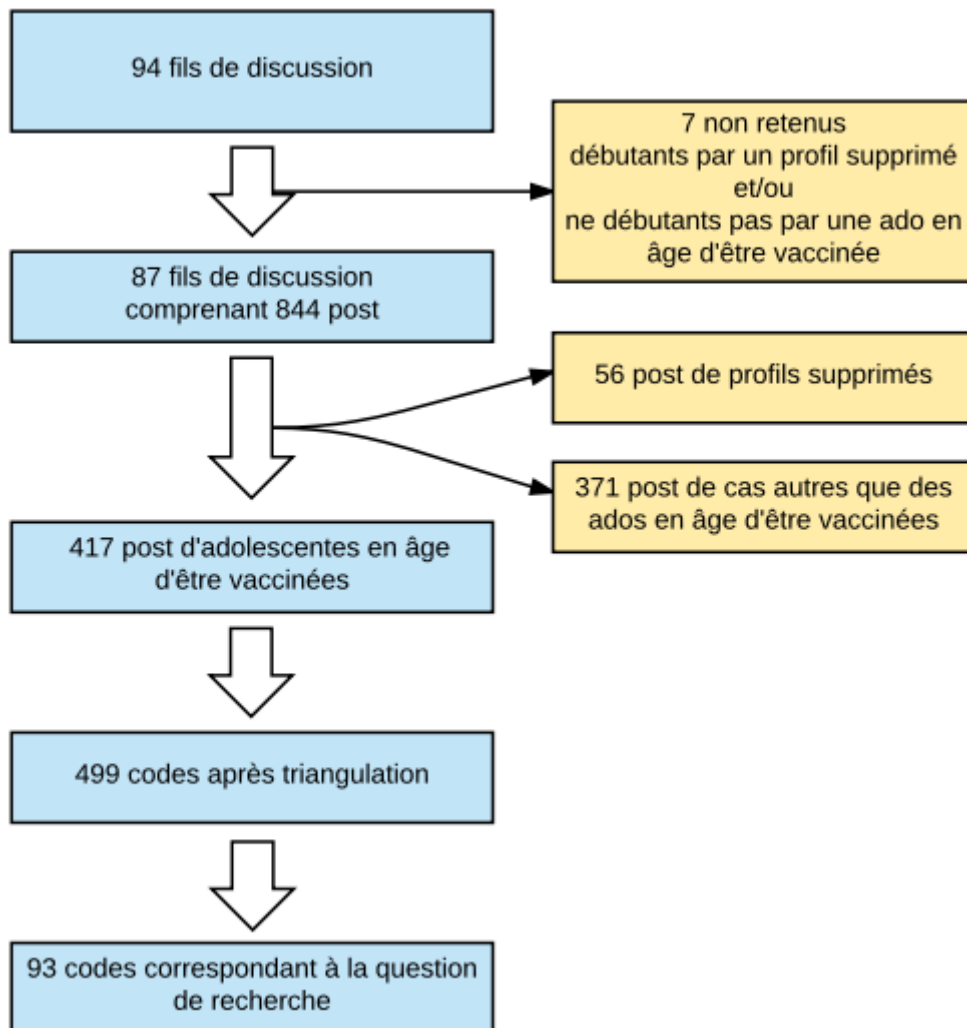 94 fils de discussion
7 non retenus
débutants par un profil supprimé
et/ou
ne débutants pas par une ado en
âge d'être vaccinée
87 fils de discussion
comprenant 844 post
56 post de profils supprimés
371 post de cas autres que des
ados en âge d'être vaccinées
417 post d'adolescentes en âge
d'être vaccinées
499 codes après triangulation
93 codes correspondant à la question
de recherche